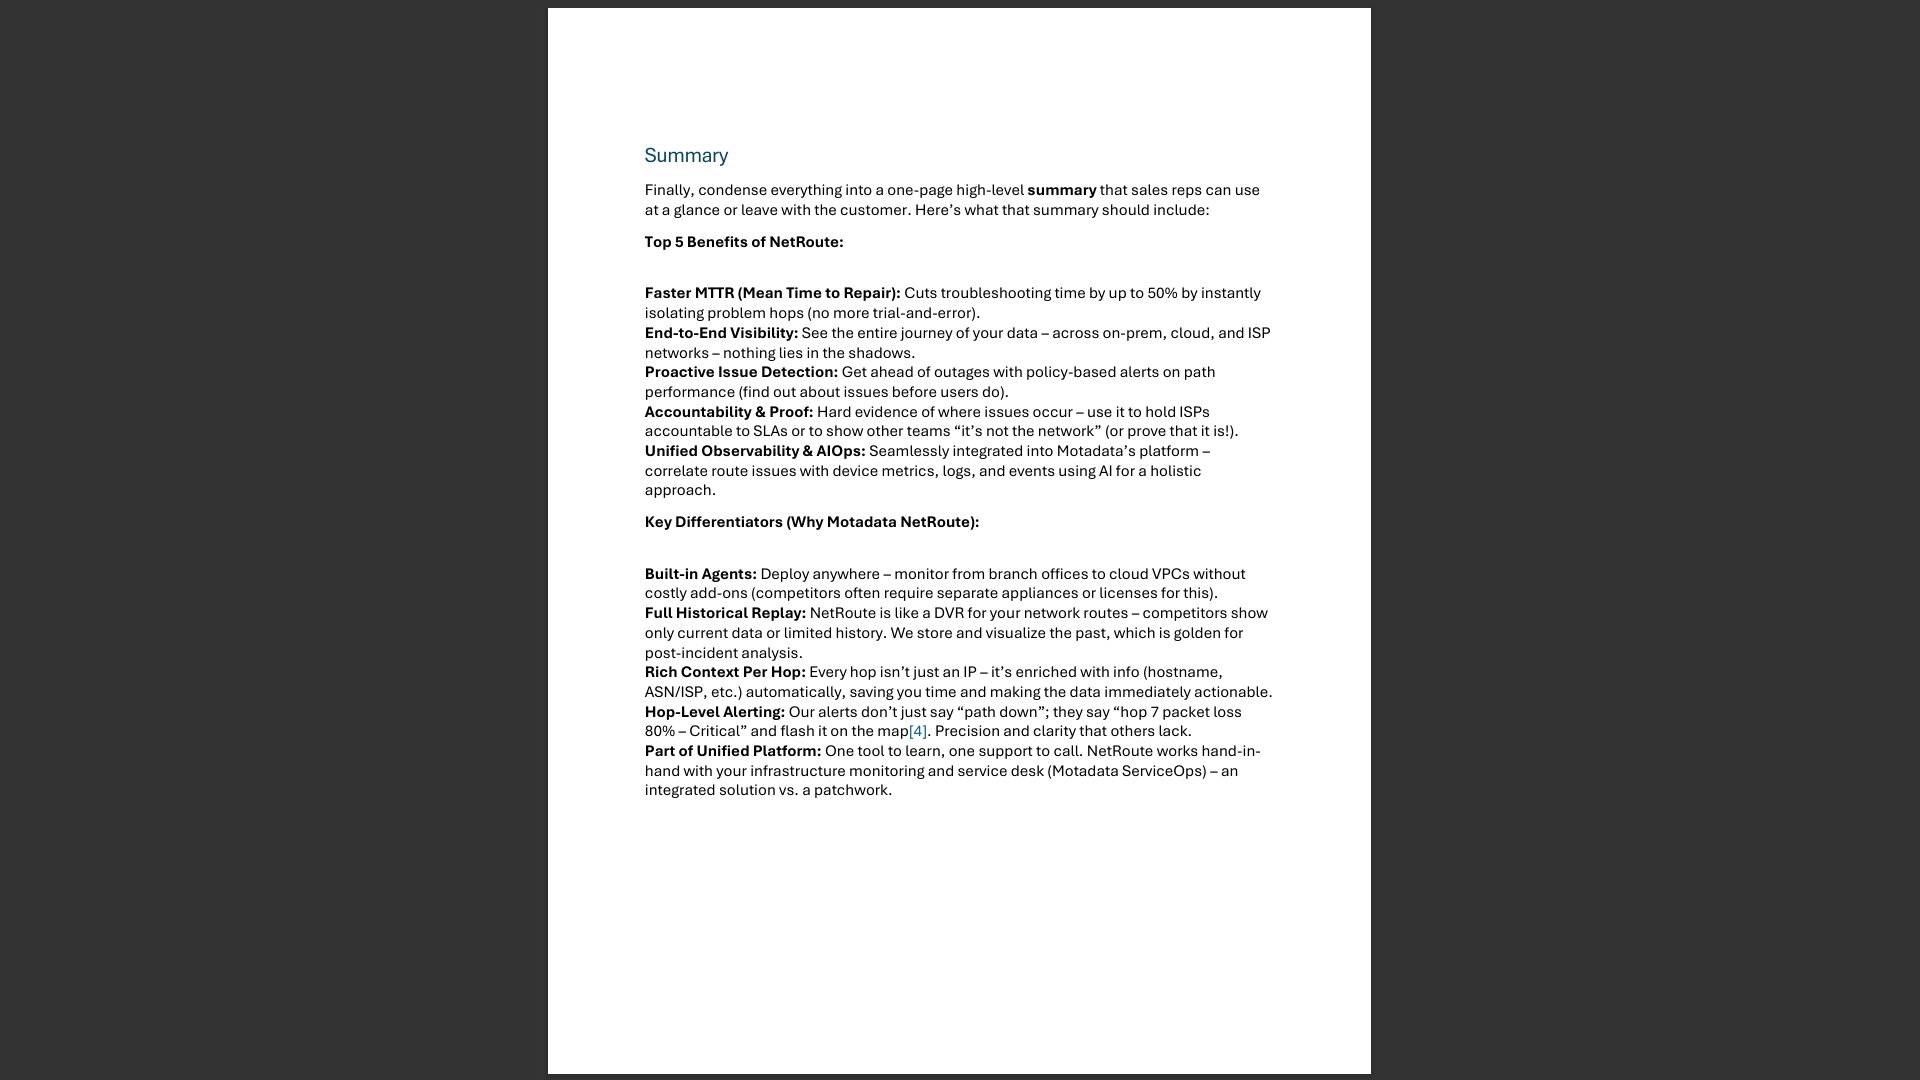 Summary
Finally, condense everything into a one-page high-level summary that sales reps can use
at a glance or leave with the customer. Here’s what that summary should include:
Top 5 Benefits of NetRoute:
Faster MTTR (Mean Time to Repair): Cuts troubleshooting time by up to 50% by instantly
isolating problem hops (no more trial-and-error).
End-to-End Visibility: See the entire journey of your data – across on-prem, cloud, and ISP
networks – nothing lies in the shadows.
Proactive Issue Detection: Get ahead of outages with policy-based alerts on path
performance (find out about issues before users do).
Accountability & Proof: Hard evidence of where issues occur – use it to hold ISPs
accountable to SLAs or to show other teams “it’s not the network” (or prove that it is!).
Unified Observability & AIOps: Seamlessly integrated into Motadata’s platform –
correlate route issues with device metrics, logs, and events using AI for a holistic
approach.
Key Differentiators (Why Motadata NetRoute):
Built-in Agents: Deploy anywhere – monitor from branch offices to cloud VPCs without
costly add-ons (competitors often require separate appliances or licenses for this).
Full Historical Replay: NetRoute is like a DVR for your network routes – competitors show
only current data or limited history. We store and visualize the past, which is golden for
post-incident analysis.
Rich Context Per Hop: Every hop isn’t just an IP – it’s enriched with info (hostname,
ASN/ISP, etc.) automatically, saving you time and making the data immediately actionable.
Hop-Level Alerting: Our alerts don’t just say “path down”; they say “hop 7 packet loss
80% – Critical” and flash it on the map[4]. Precision and clarity that others lack.
Part of Unified Platform: One tool to learn, one support to call. NetRoute works hand-in-
hand with your infrastructure monitoring and service desk (Motadata ServiceOps) – an
integrated solution vs. a patchwork.